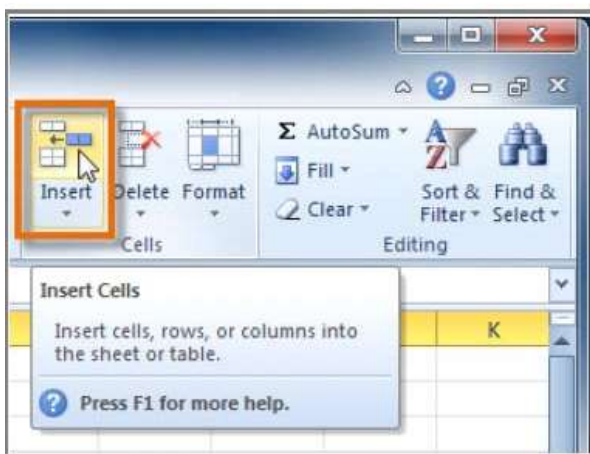 Σ AutoSum
Fill
Clear
A
Z
Insert Delete Format
Sort & Find &
Filter Select
Cells Editing
Insert Cells
Insert cells, rows, or columns into
the sheet or table.
Press F1 for more help.
K